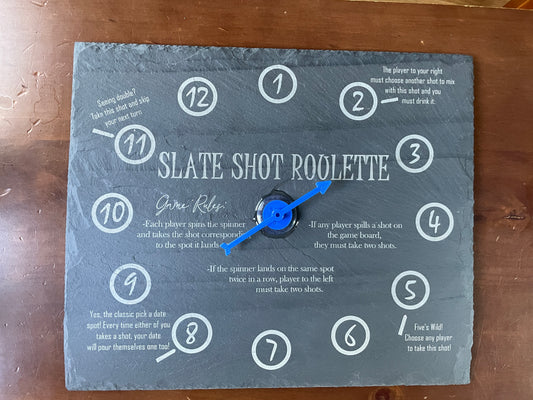 1
12
2
The player to your right
must choose another shot to mix
with this shot and you
must drink it.
Seeing double?
Take this shot and skip
your next turn
11
3
SLATE SHOT ROULETTE
Game Rules:
10
-Each player spins the spinner
and takes the shot correspondi
to the spot it lands
-If any player spills a shot on
the game board,
they must take two shots.
4
-If the spinner lands on the same spot
twice in a row, player to the left
must take two shots.
9
5
Yes, the classic pick a date
spot! Every time either of you
takes a shot, your date
will pour themselves one too!
8
7
6
Five's Wild!
Choose any player
to take this shot!